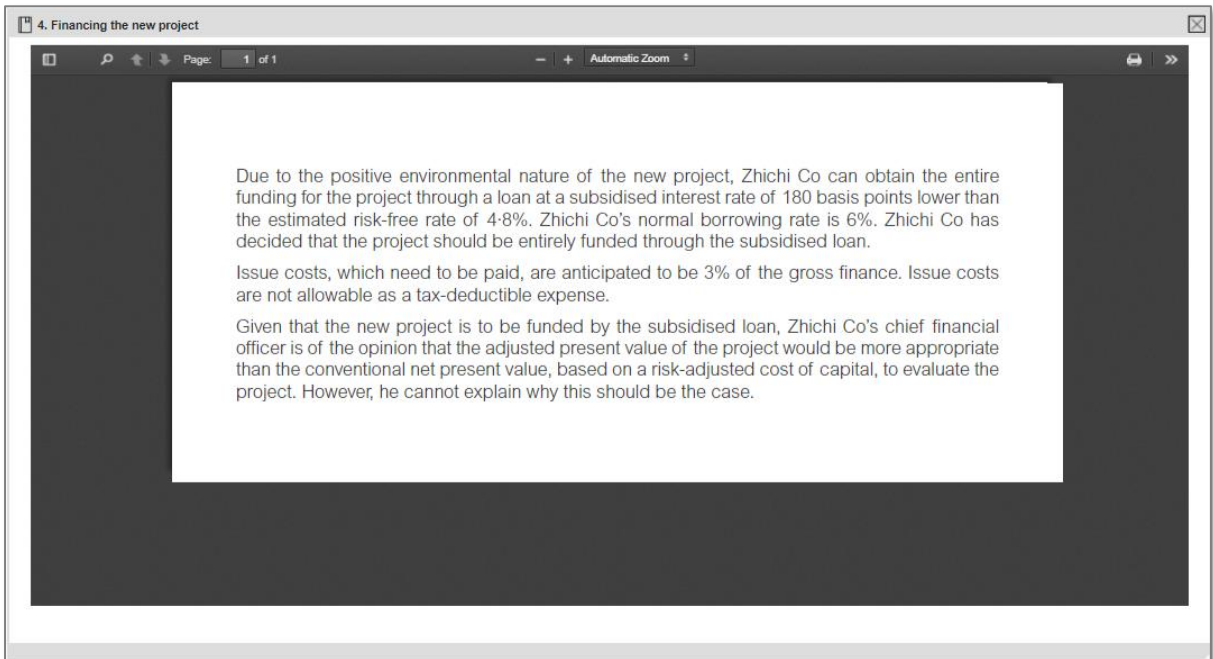 4. Financing the new project
Page: 1 of 1 − + Automatic Zoom
Due to the positive environmental nature of the new project, Zhichi Co can obtain the entire
funding for the project through a loan at a subsidised interest rate of 180 basis points lower than
the estimated risk-free rate of 4·8%. Zhichi Co's normal borrowing rate is 6%. Zhichi Co has
decided that the project should be entirely funded through the subsidised loan.
Issue costs, which need to be paid, are anticipated to be 3% of the gross finance. Issue costs
are not allowable as a tax-deductible expense.
Given that the new project is to be funded by the subsidised loan, Zhichi Co's chief financial
officer is of the opinion that the adjusted present value of the project would be more appropriate
than the conventional net present value, based on a risk-adjusted cost of capital, to evaluate the
project. However, he cannot explain why this should be the case.